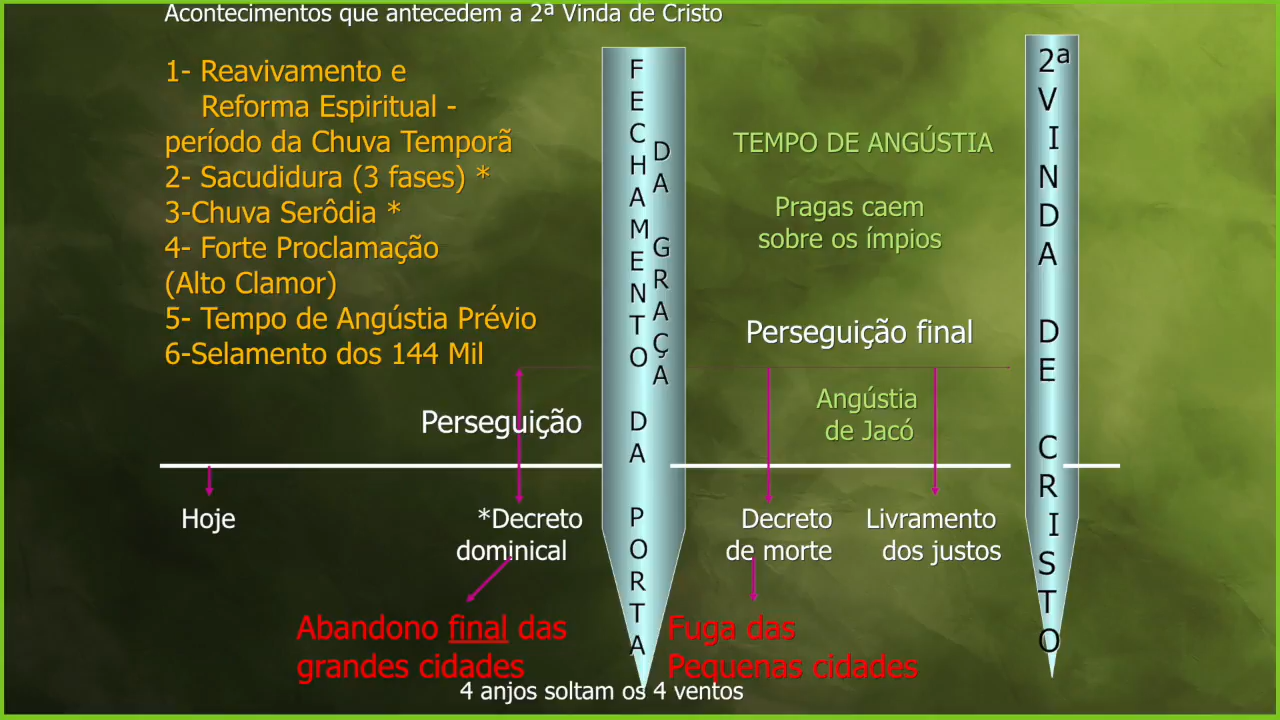 Acontecimentos que antecedem a 2ª Vinda de Cristo
1- Reavivamento e
Reforma Espiritual -
período da Chuva Temporã
2- Sacudidura (3 fases) *
3-Chuva Serôdia *
4- Forte Proclamação
(Alto Clamor)
5- Tempo de Angústia Prévio
6-Selamento dos 144 Mil
Perseguição
Hoje
*Decreto
dominical
Abandono final das
grandes cidades
FECHAMENTO DA PORTA
DA GRAÇA
TEMPO DE ANGÚSTIA
Pragas caem
sobre os ímpios
Perseguição final
Angústia
de Jacó
Decreto
de morte
Livramento
dos justos
Fuga das
Pequenas cidades
4 anjos soltam os 4 ventos
2ª VINDA DE CRISTO